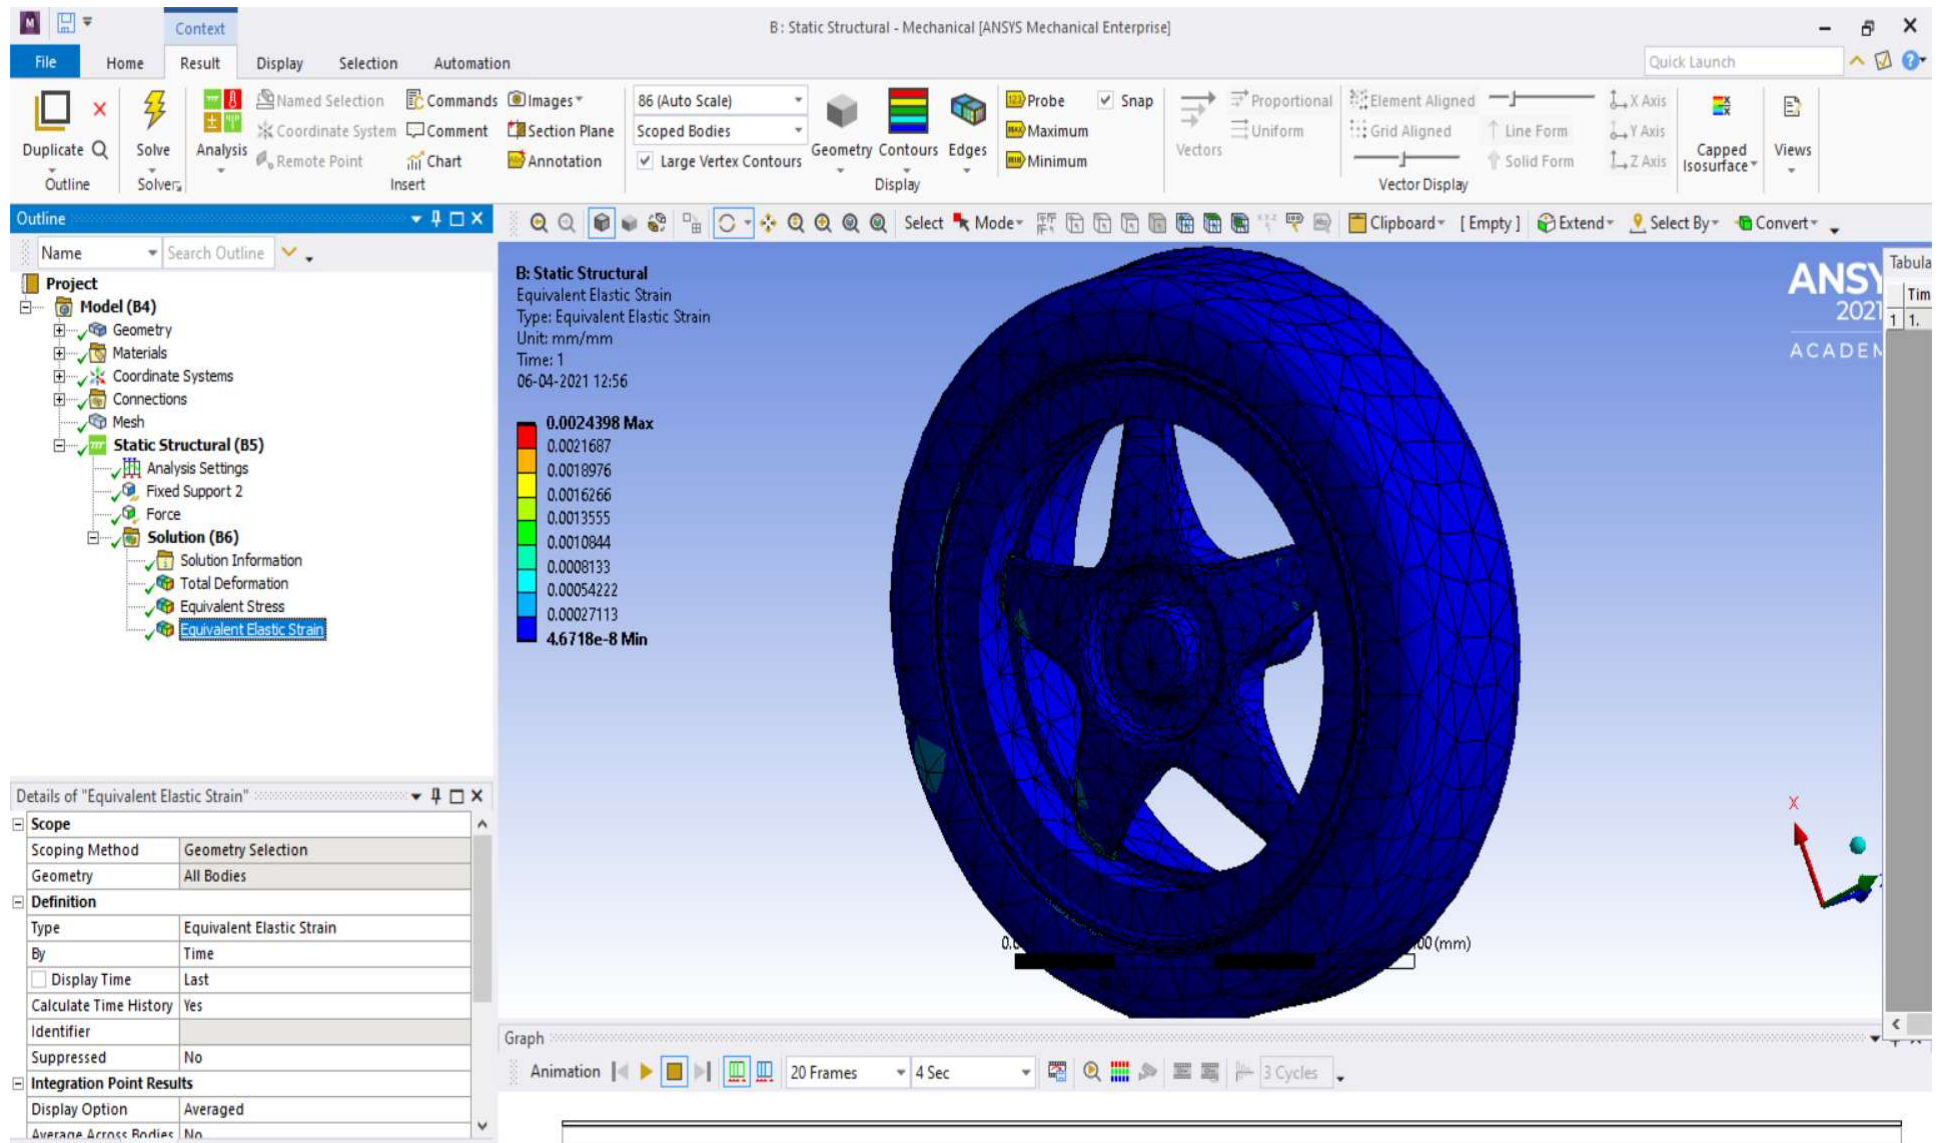 Context
B: Static Structural - Mechanical [ANSYS Mechanical Enterprise]
File Home Result Display Selection Automation
Quick Launch
Duplicate
Outline
Solve
Solver
Analysis
Named Selection
Coordinate System
Remote Point
Commands
Comment
Chart
Images
Section Plane
Annotation
Insert
86 (Auto Scale)
Scoped Bodies
Large Vertex Contours
Geometry Contours Edges
Display
Probe
Maximum
Minimum
Snap
Vectors
Proportional
Uniform
Element Aligned
Grid Aligned
Line Form
Solid Form
X Axis
Y Axis
Z Axis
Vector Display
Capped
Isosurface
Views
Outline
Name Search Outline
Select Mode Clipboard [Empty] Extend Select By Convert
Project
Model (B4)
Geometry
Materials
Coordinate Systems
Connections
Mesh
Static Structural (B5)
Analysis Settings
Fixed Support 2
Force
Solution (B6)
Solution Information
Total Deformation
Equivalent Stress
Equivalent Elastic Strain
B: Static Structural
Equivalent Elastic Strain
Type: Equivalent Elastic Strain
Unit: mm/mm
Time: 1
06-04-2021 12:56
0.0024398 Max
0.0021687
0.0018976
0.0016266
0.0013555
0.0010844
0.0008133
0.00054222
0.00027113
4.6718e-8 Min
ANSY
2021
ACADEM
Tabula
Tim
1 1.
X
(mm)
Details of "Equivalent Elastic Strain"
Scope
Scoping Method Geometry Selection
Geometry All Bodies
Definition
Type Equivalent Elastic Strain
By Time
Display Time Last
Calculate Time History Yes
Identifier
Suppressed No
Integration Point Results
Display Option Averaged
Average Across Bodies No
Graph
Animation 20 Frames 4 Sec 3 Cycles